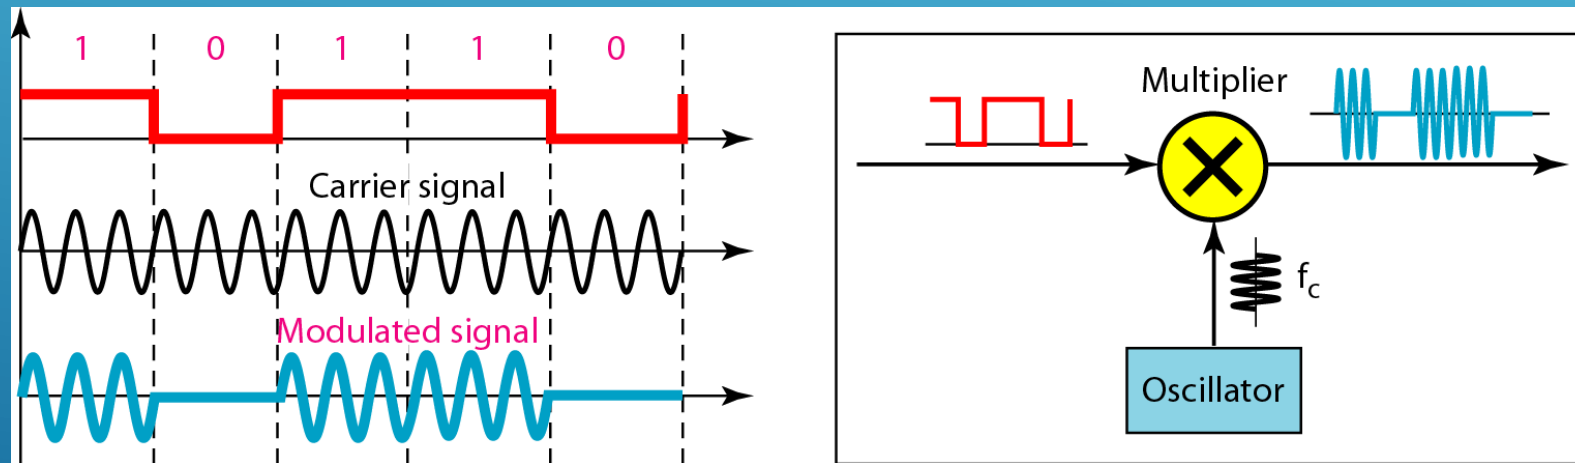 1 0 1 1 0
Carrier signal
Modulated signal
Multiplier
fc
Oscillator